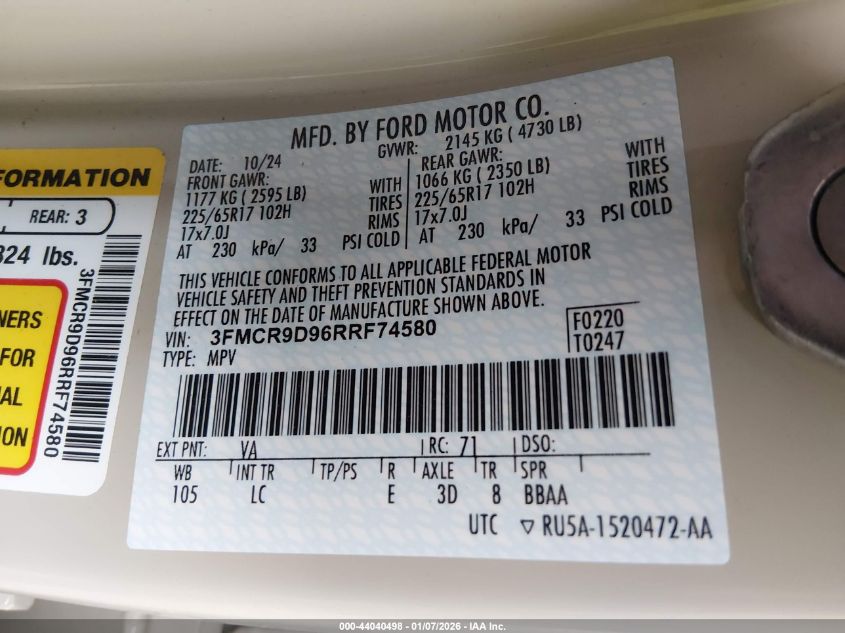 FORMATION
REAR: 3
824 lbs.
NERS
FOR
AL
ION
3FMCR9D96RRF74580
MFD. BY FORD MOTOR CO.
DATE: 10/24 GVWR: 2145 KG ( 4730 LB)
FRONT GAWR: REAR GAWR:
1177 KG ( 2595 LB) WITH 1066 KG ( 2350 LB) WITH
225/65R17 102H TIRES 225/65R17 102H TIRES
17x7.0J RIMS 17x7.0J RIMS
AT 230 kPa/ 33 PSI COLD AT 230 kPa/ 33 PSI COLD
THIS VEHICLE CONFORMS TO ALL APPLICABLE FEDERAL MOTOR
VEHICLE SAFETY AND THEFT PREVENTION STANDARDS IN
EFFECT ON THE DATE OF MANUFACTURE SHOWN ABOVE.
VIN: 3FMCR9D96RRF74580 F0220
TYPE: MPV T0247
EXT PNT: VA RC: 71 DSO:
WB INT TR TP/PS R AXLE TR SPR
105 LC E 3D 8 BBAA
UTC ▽ RU5A-1520472-AA
000-44040498 - 01/07/2026 - IAA Inc.